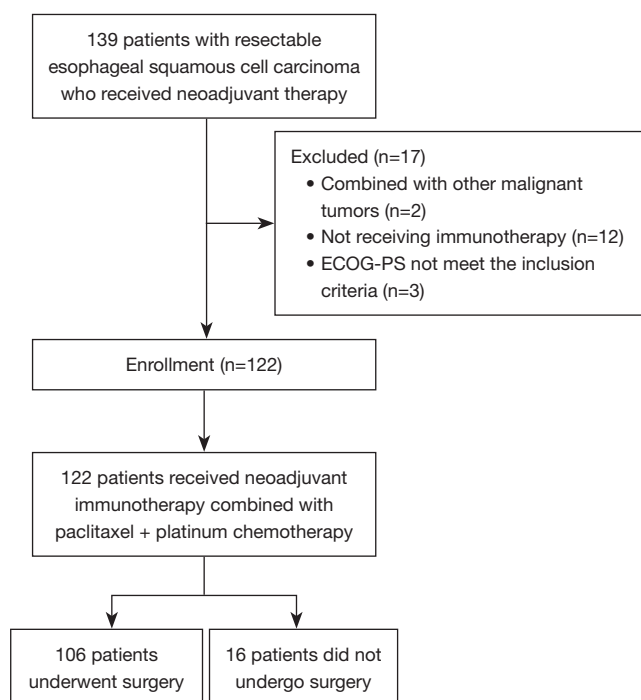 139 patients with resectable
esophageal squamous cell carcinoma
who received neoadjuvant therapy
Excluded (n=17)
• Combined with other malignant
tumors (n=2)
• Not receiving immunotherapy (n=12)
• ECOG-PS not meet the inclusion
criteria (n=3)
Enrollment (n=122)
122 patients received neoadjuvant
immunotherapy combined with
paclitaxel + platinum chemotherapy
106 patients
underwent surgery
16 patients did not
undergo surgery